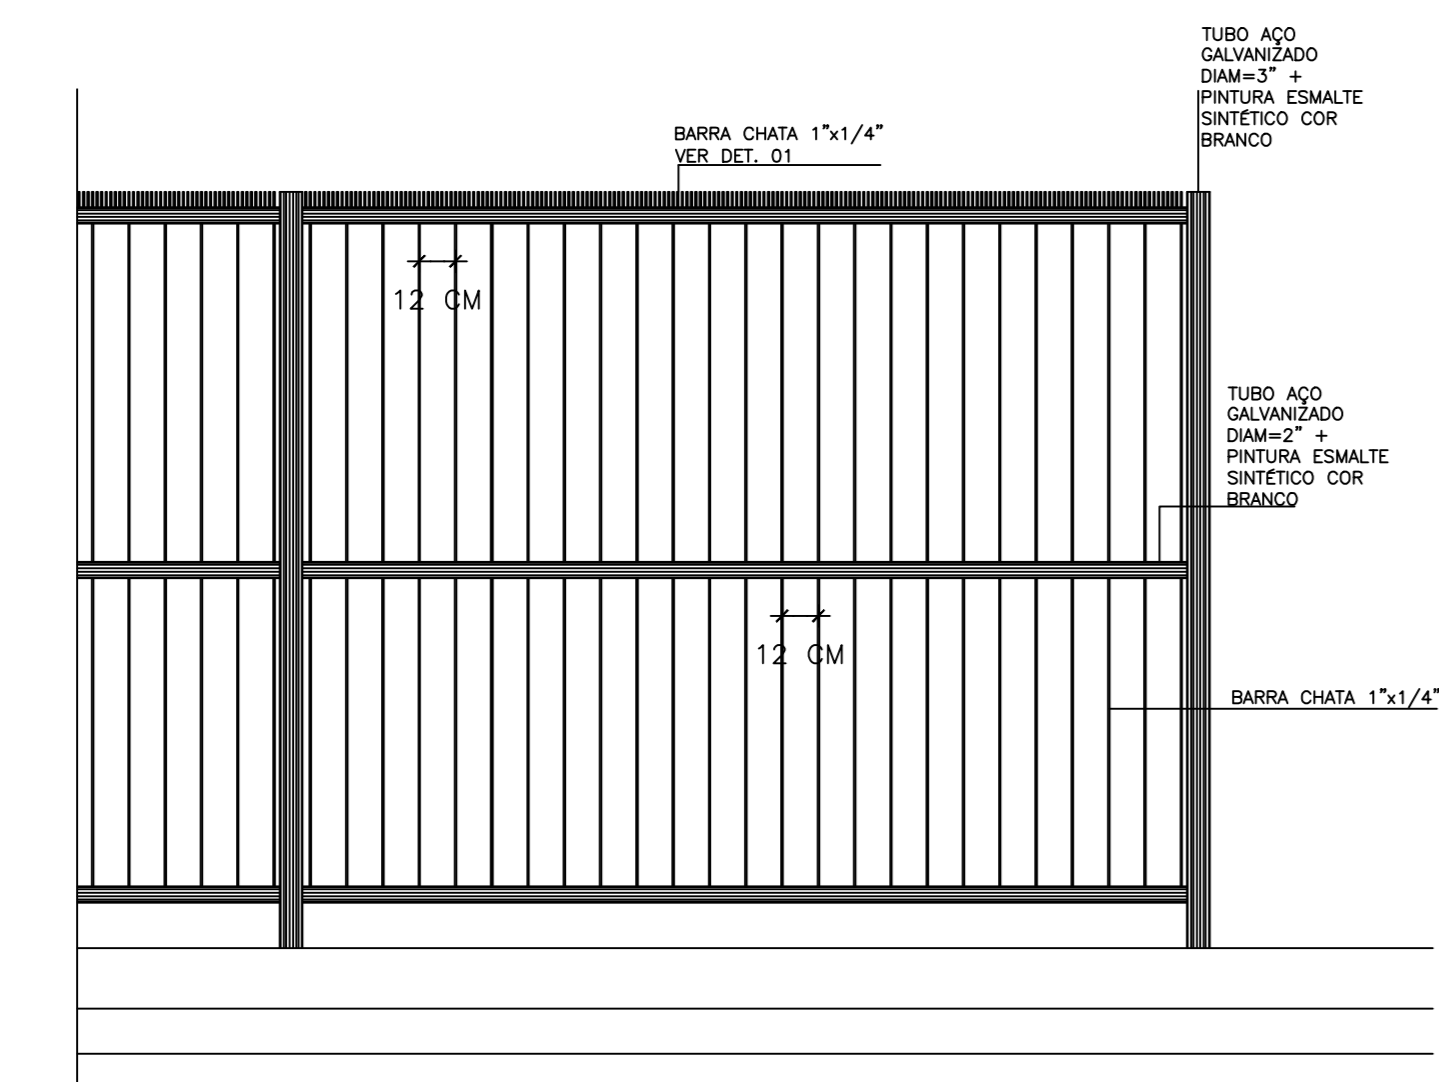 TUBO AÇO
GALVANIZADO
DIAM=3” +
PINTURA ESMALTE
SINTÉTICO COR
BRANCO
BARRA CHATA 1”x1/4”
VER DET. 01
12 CM
TUBO AÇO
GALVANIZADO
DIAM=2” +
PINTURA ESMALTE
SINTÉTICO COR
BRANCO
12 CM
BARRA CHATA 1”x1/4”